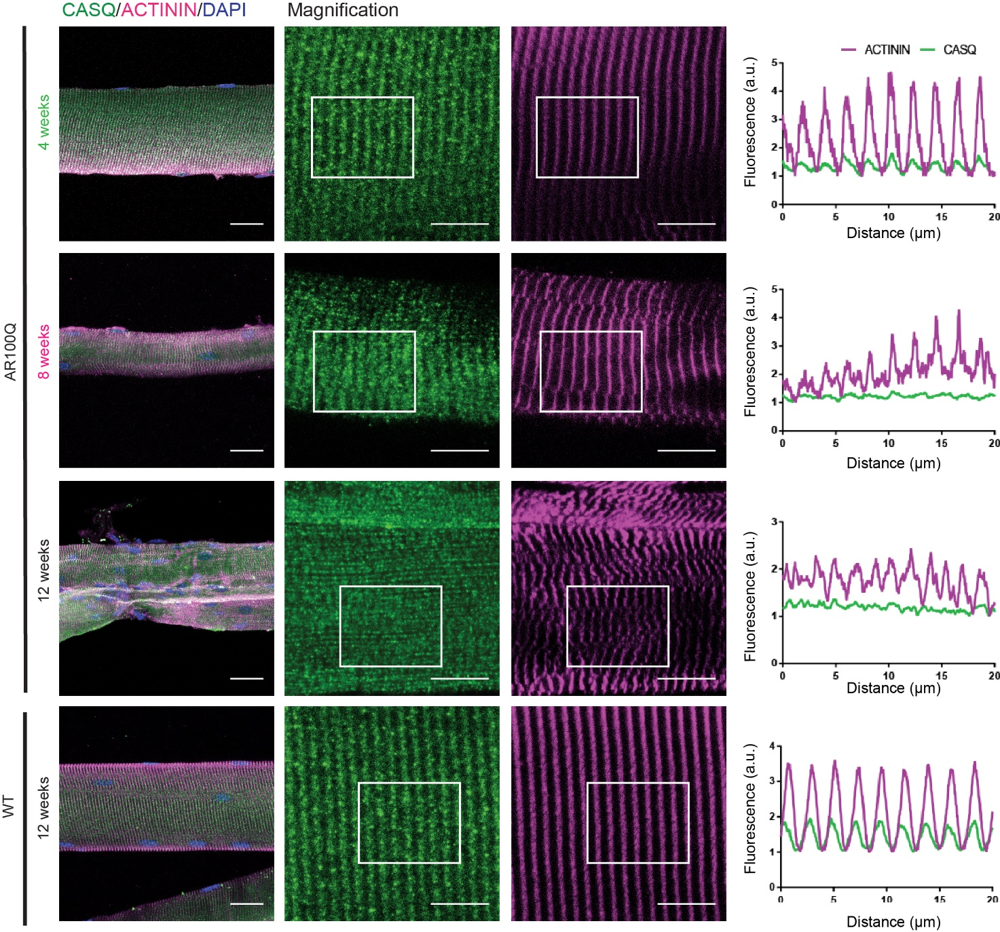 CASQ/ACTININ/DAPI
Magnification
AR100Q
4 weeks
ACTININ CASQ
Fluorescence (a.u.)
5
4
3
2
1
0
0 5 10 15 20
Distance (µm)
8 weeks
Fluorescence (a.u.)
5
4
3
2
1
0
0 5 10 15 20
Distance (µm)
12 weeks
Fluorescence (a.u.)
3
2
1
0
0 5 10 15 20
Distance (µm)
WT
12 weeks
Fluorescence (a.u.)
4
3
2
1
0
0 5 10 15 20
Distance (µm)